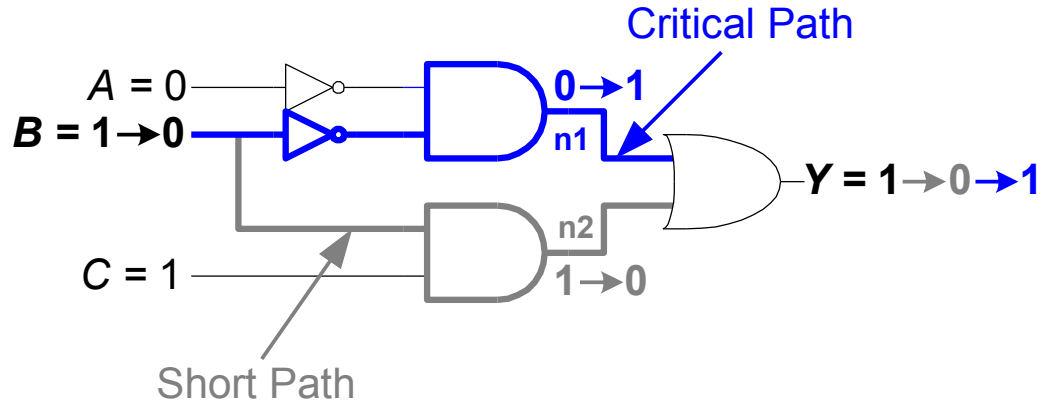 Critical Path
A = 0
0→1
B = 1→0
n1
Y = 1→0→1
n2
C = 1
1→0
Short Path